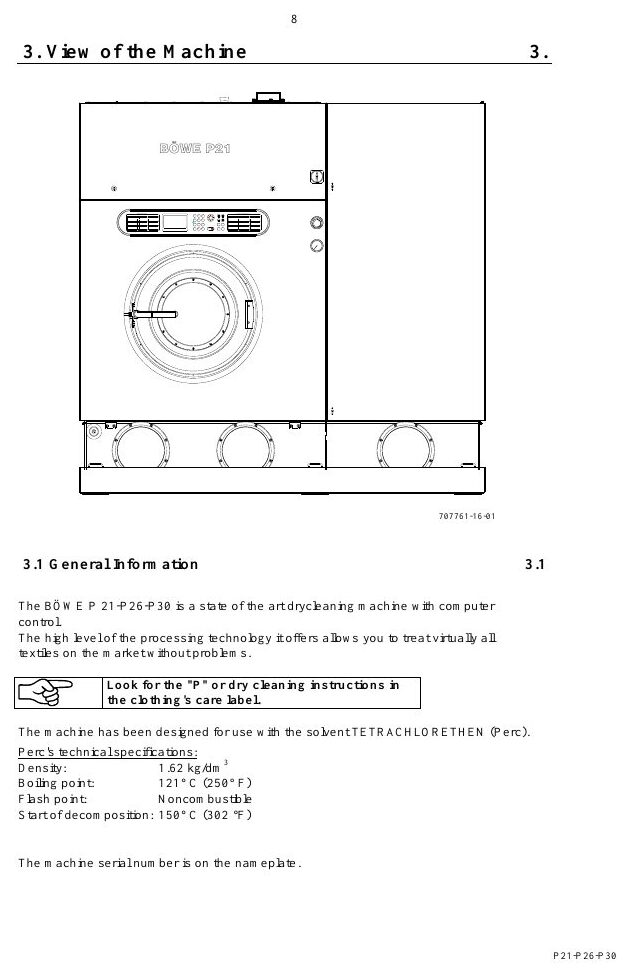 8
3. View of the Machine 3.
BÖWE P21
707761-16-01
3.1 General Information 3.1
The BÖWE P21-P26-P30 is a state of the art drycleaning machine with computer
control.
The high level of the processing technology it offers allows you to treat virtually all
textiles on the market without problems.
Look for the "P" or dry cleaning instructions in
the clothing's care label.
The machine has been designed for use with the solvent TETRACHLORETHEN (Perc).
Perc's technical specifications:
Density: 1.62 kg/dm³
Boiling point: 121°C (250°F)
Flash point: Noncombustible
Start of decomposition: 150°C (302 °F)
The machine serial number is on the nameplate.
P21-P26-P30